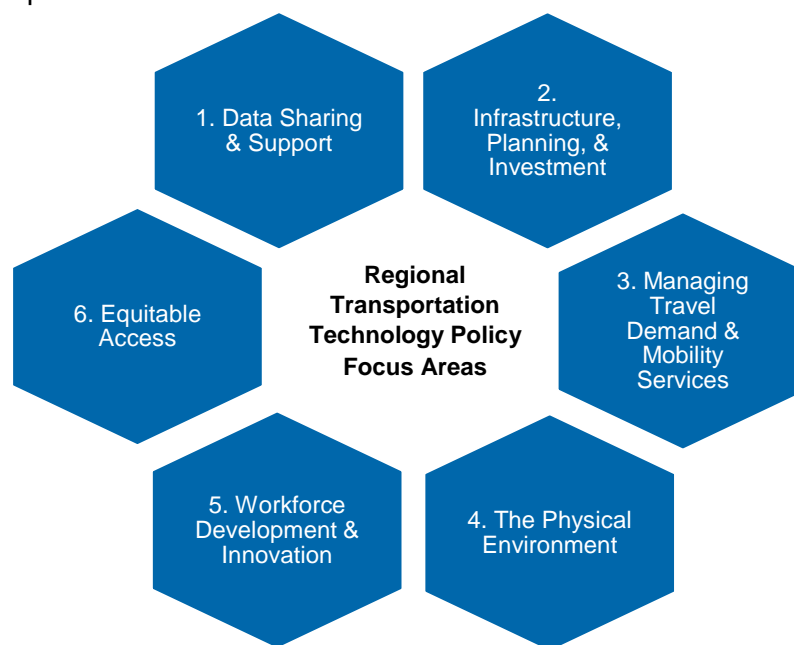 1. Data Sharing
& Support
2.
Infrastructure,
Planning, &
Investment
Regional
Transportation
Technology Policy
Focus Areas
3. Managing
Travel
Demand &
Mobility
Services
4. The Physical
Environment
5. Workforce
Development &
Innovation
6. Equitable
Access